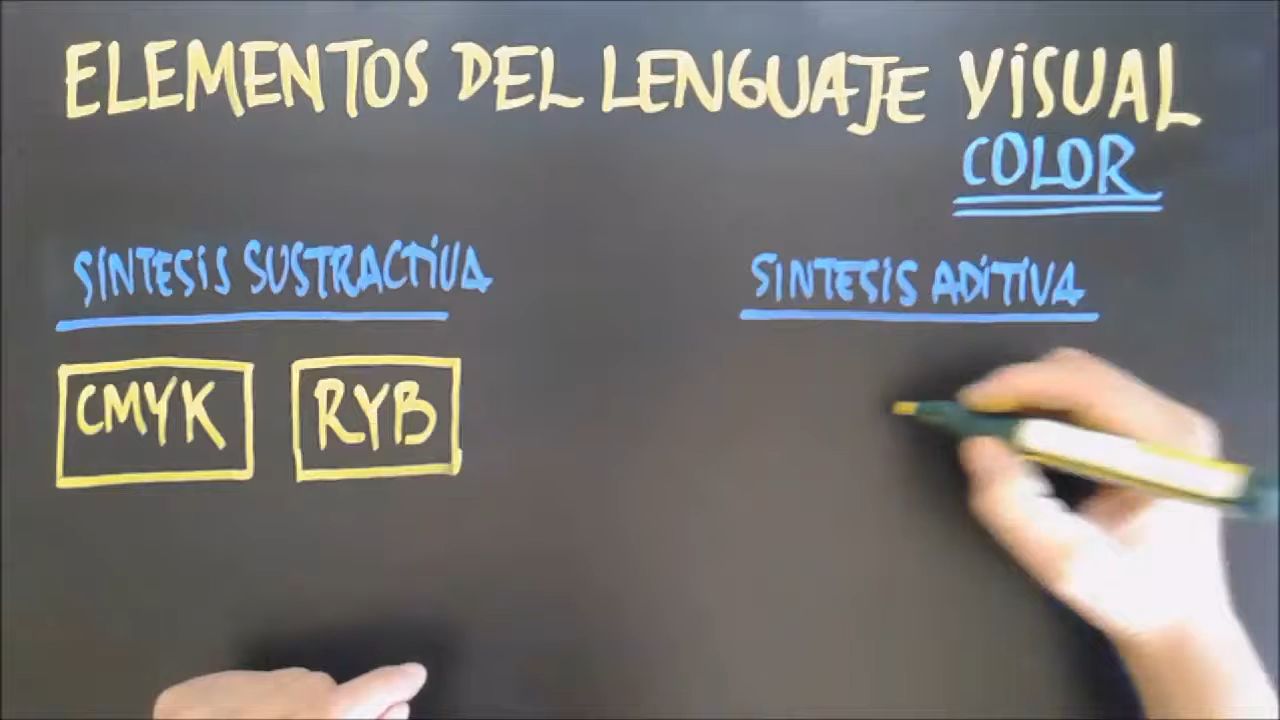 ELEMENTOS DEL LENGUAJE VISUAL
COLOR
SINTESIS SUSTRACTIVA
SINTESIS ADITIVA
CMYK
RYB